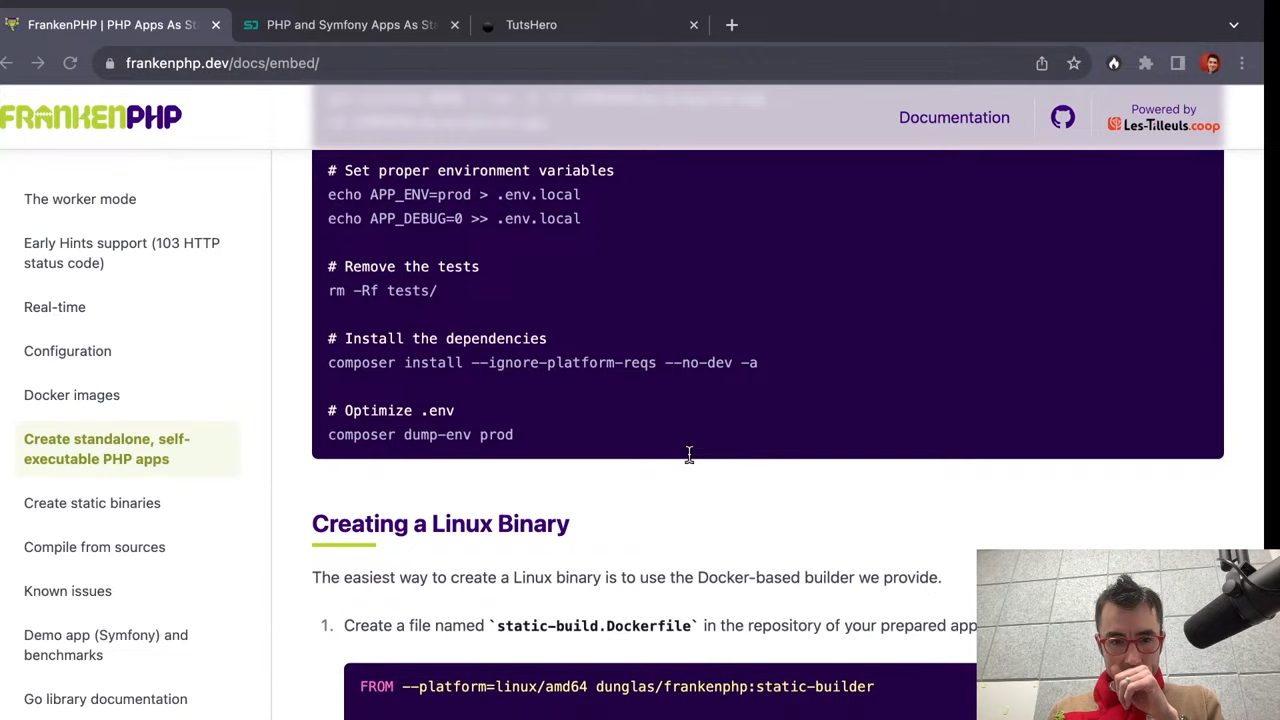 FrankenPHP | PHP Apps As St
PHP and Symfony Apps As Sta
TutsHero
frankenphp.dev/docs/embed/
FRANKENPHP
Documentation
Powered by
Les-Tilleuls.coop
The worker mode
Early Hints support (103 HTTP
status code)
Real-time
Configuration
Docker images
Create standalone, self-
executable PHP apps
Create static binaries
Compile from sources
Known issues
Demo app (Symfony) and
benchmarks
Go library documentation
# Set proper environment variables
echo APP_ENV=prod > .env.local
echo APP_DEBUG=0 >> .env.local
# Remove the tests
rm -Rf tests/
# Install the dependencies
composer install --ignore-platform-reqs --no-dev -a
# Optimize .env
composer dump-env prod
Creating a Linux Binary
The easiest way to create a Linux binary is to use the Docker-based builder we provide.
1. Create a file named `static-build.Dockerfile` in the repository of your prepared app
FROM --platform=linux/amd64 dunglas/frankenphp:static-builder